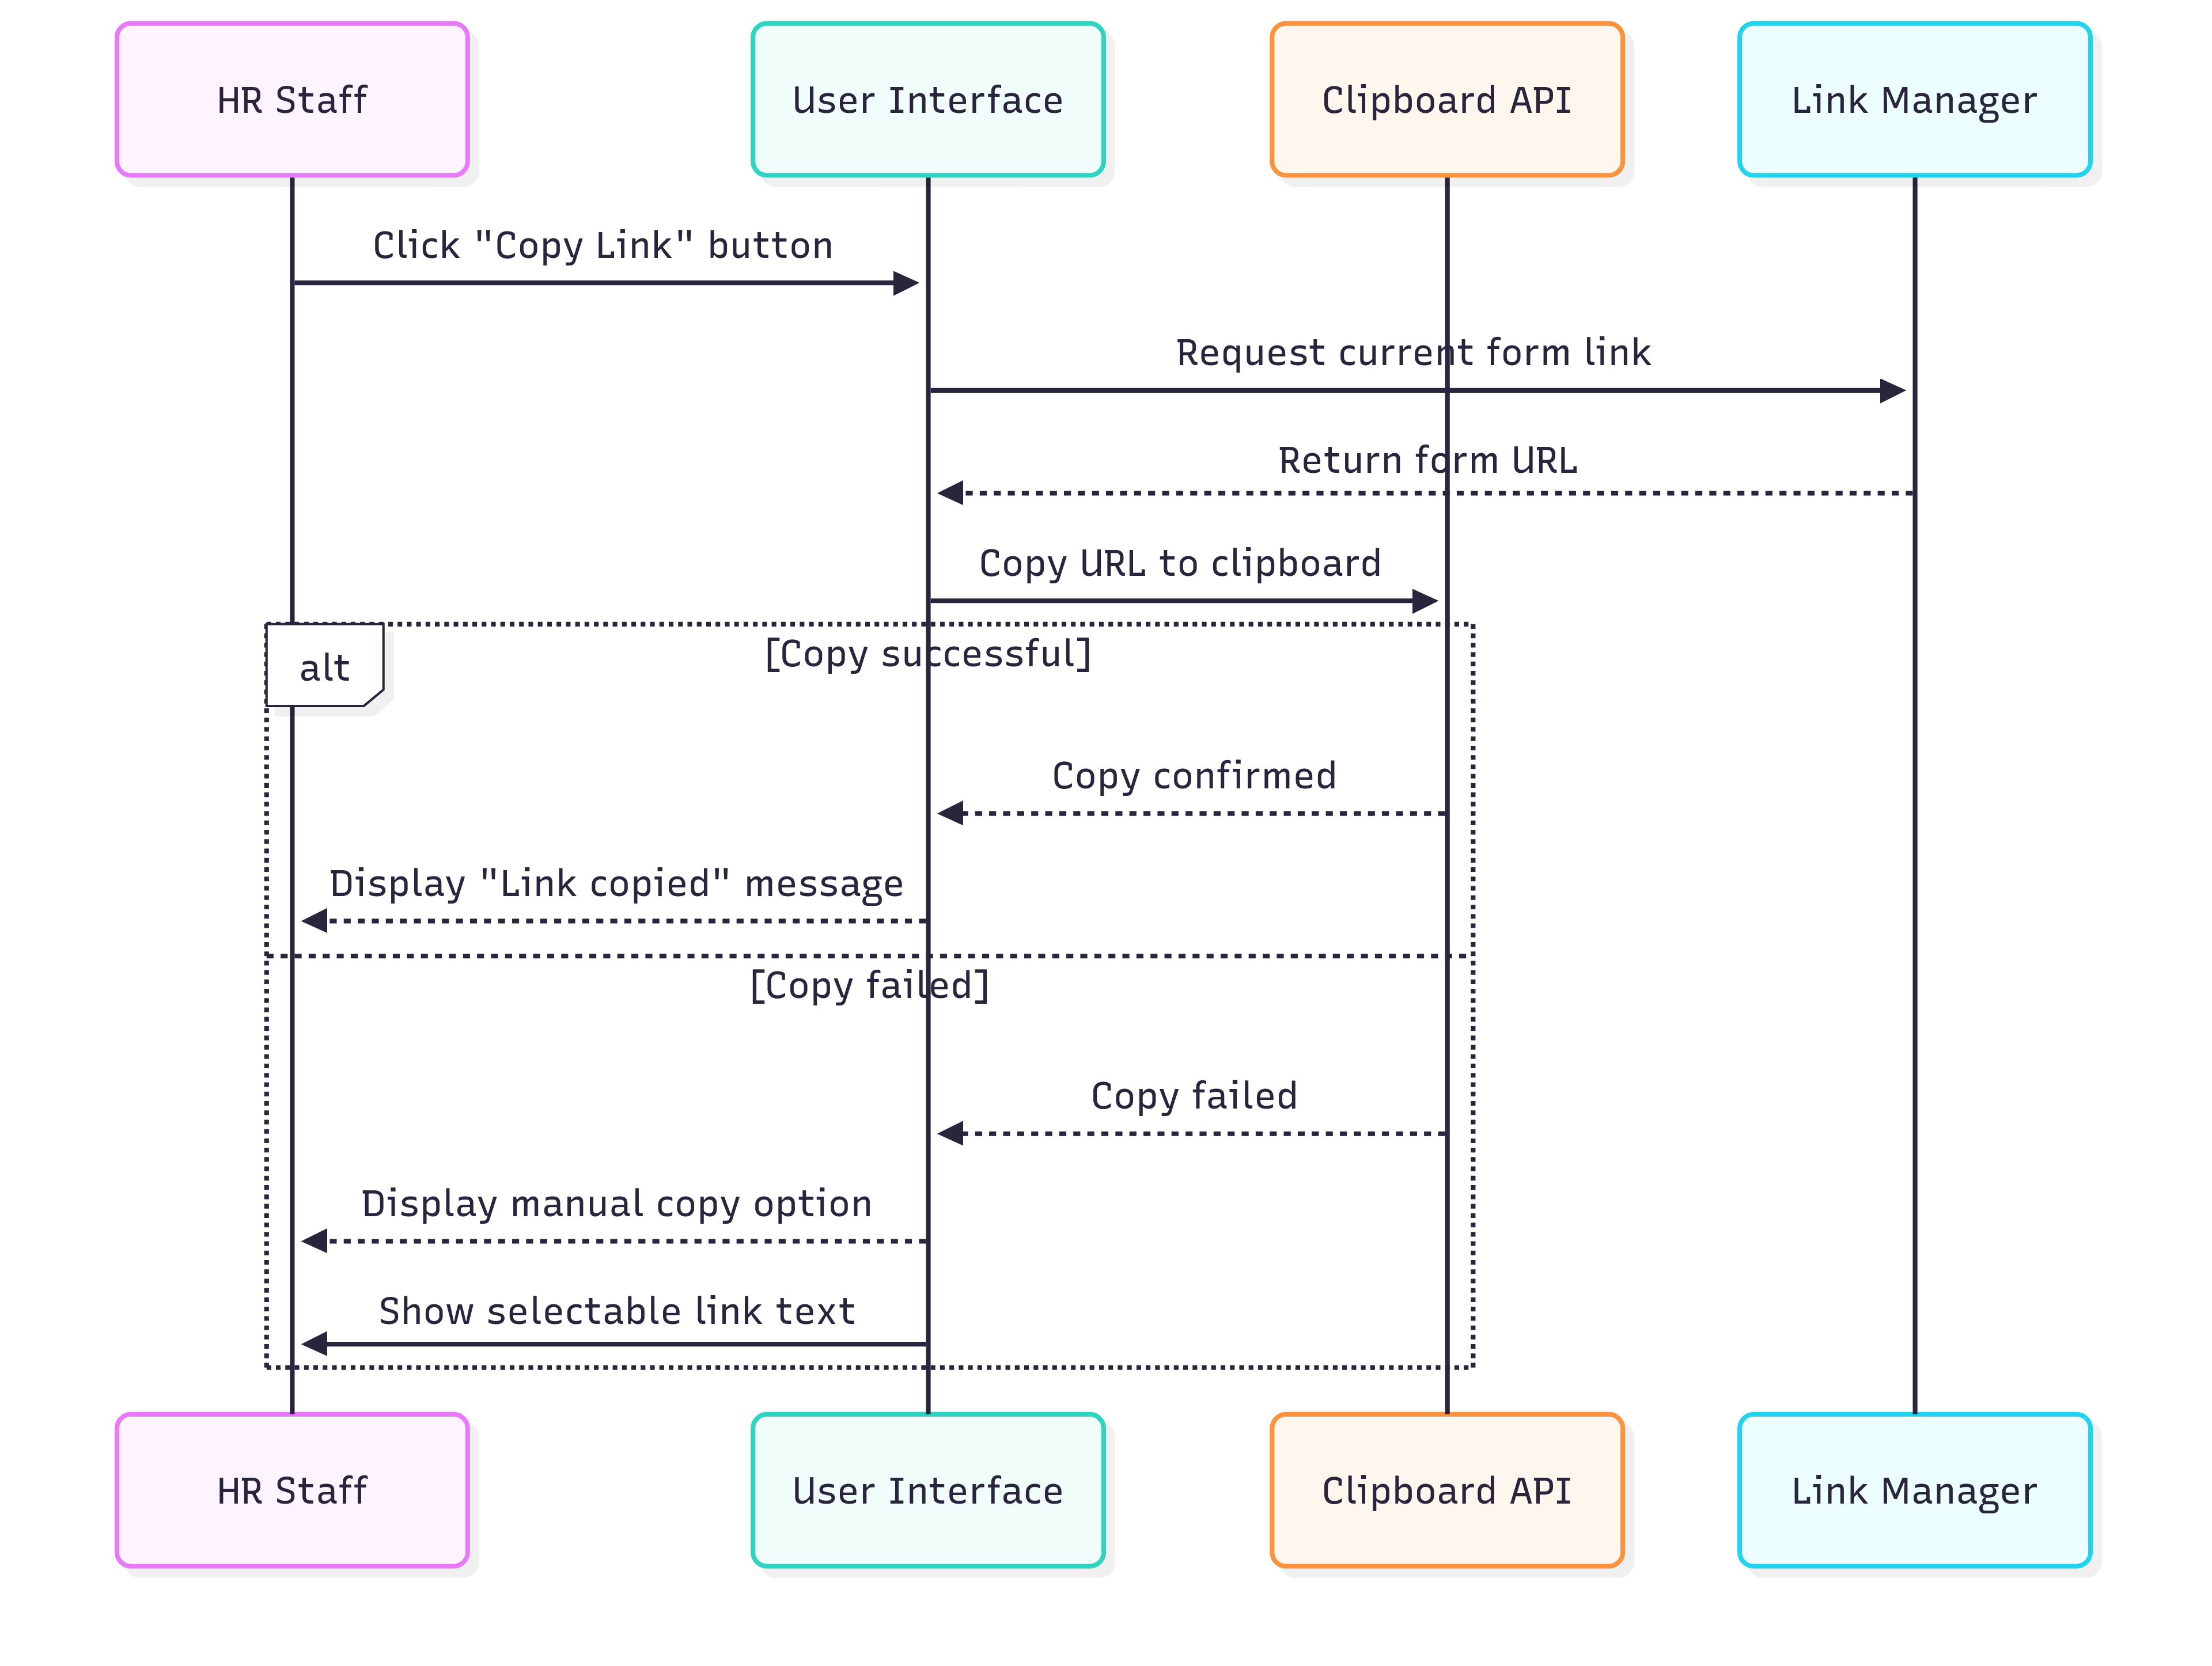 HR Staff
User Interface
Clipboard API
Link Manager
Click "Copy Link" button
Request current form link
Return form URL
Copy URL to clipboard
alt
[Copy successful]
Copy confirmed
Display "Link copied" message
[Copy failed]
Copy failed
Display manual copy option
Show selectable link text
HR Staff
User Interface
Clipboard API
Link Manager